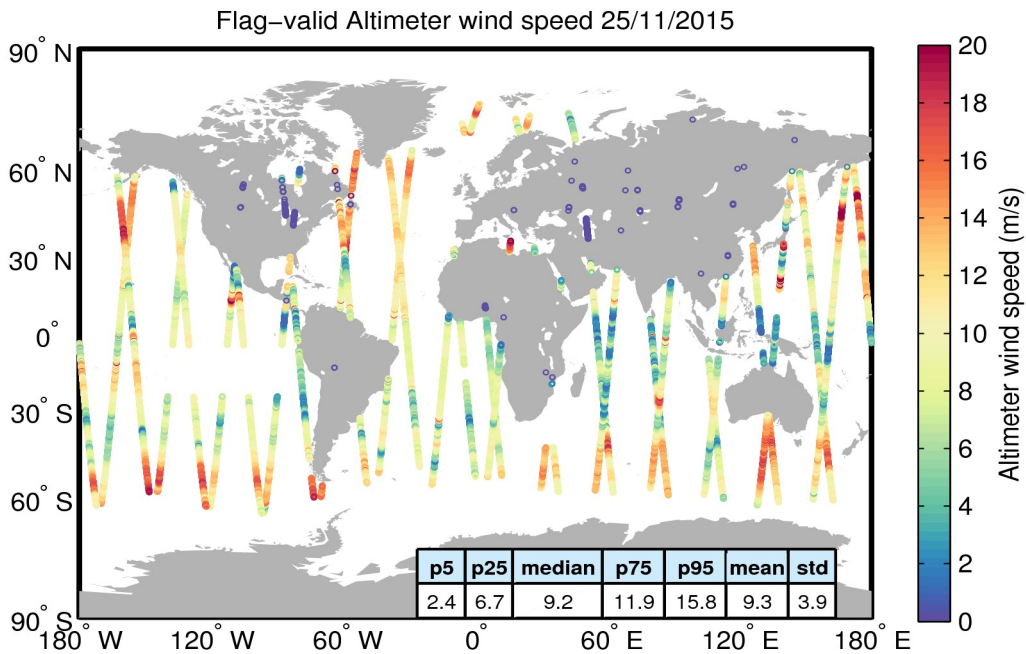 Flag−valid Altimeter wind speed 25/11/2015
90° N
60° N
30° N
0°
30° S
60° S
90° S
180° W
120° W
60° W
0°
60° E
120° E
180° E
p5 p25 median p75 p95 mean std
2.4 6.7 9.2 11.9 15.8 9.3 3.9
20
18
16
14
12
10
8
6
4
2
0
Altimeter wind speed (m/s)